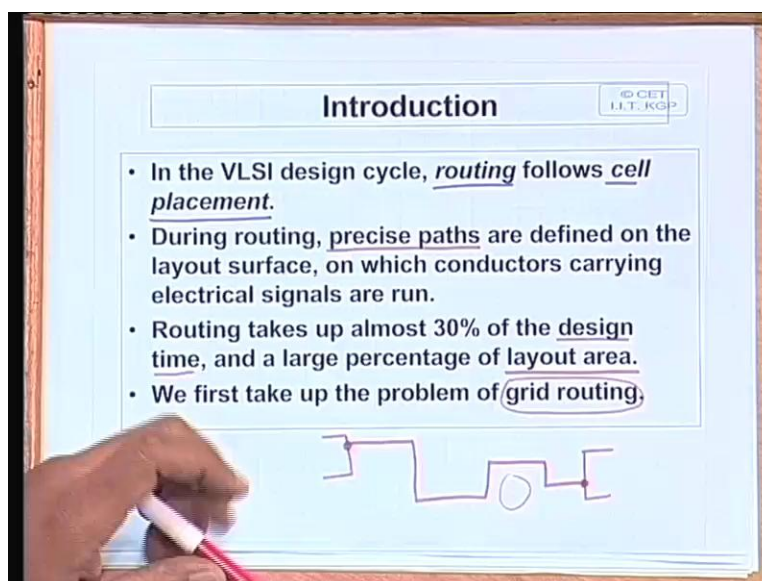 Introduction
© CET
I.I.T. KGP
• In the VLSI design cycle, routing follows cell
placement.
• During routing, precise paths are defined on the
layout surface, on which conductors carrying
electrical signals are run.
• Routing takes up almost 30% of the design
time, and a large percentage of layout area.
• We first take up the problem of grid routing.